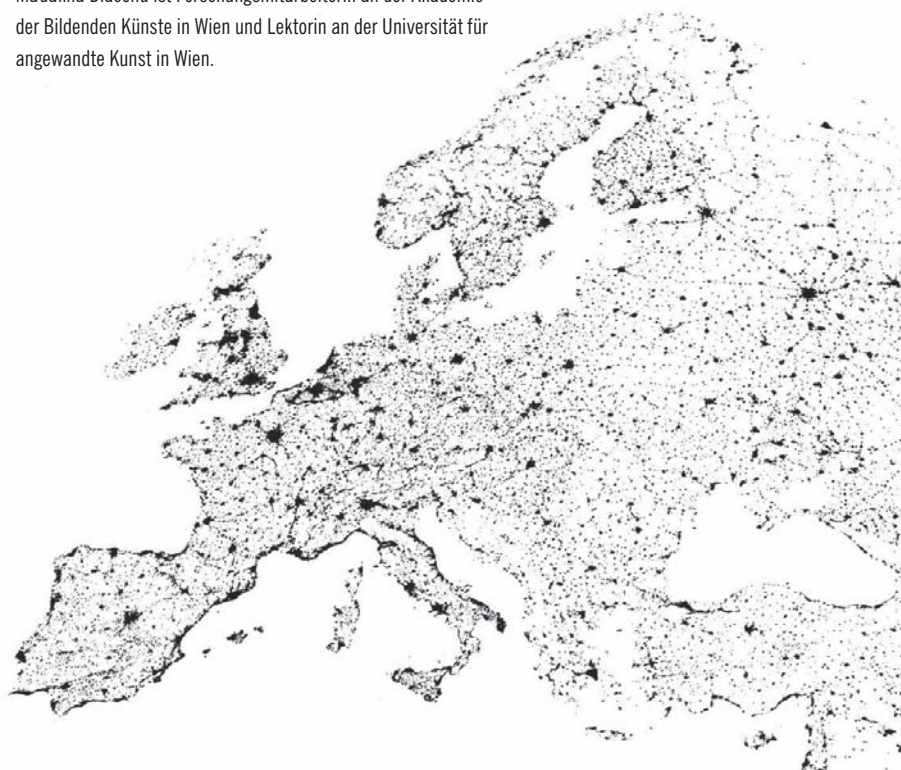 der Bildenden Künste in Wien und Lektorin an der Universität für
angewandte Kunst in Wien.